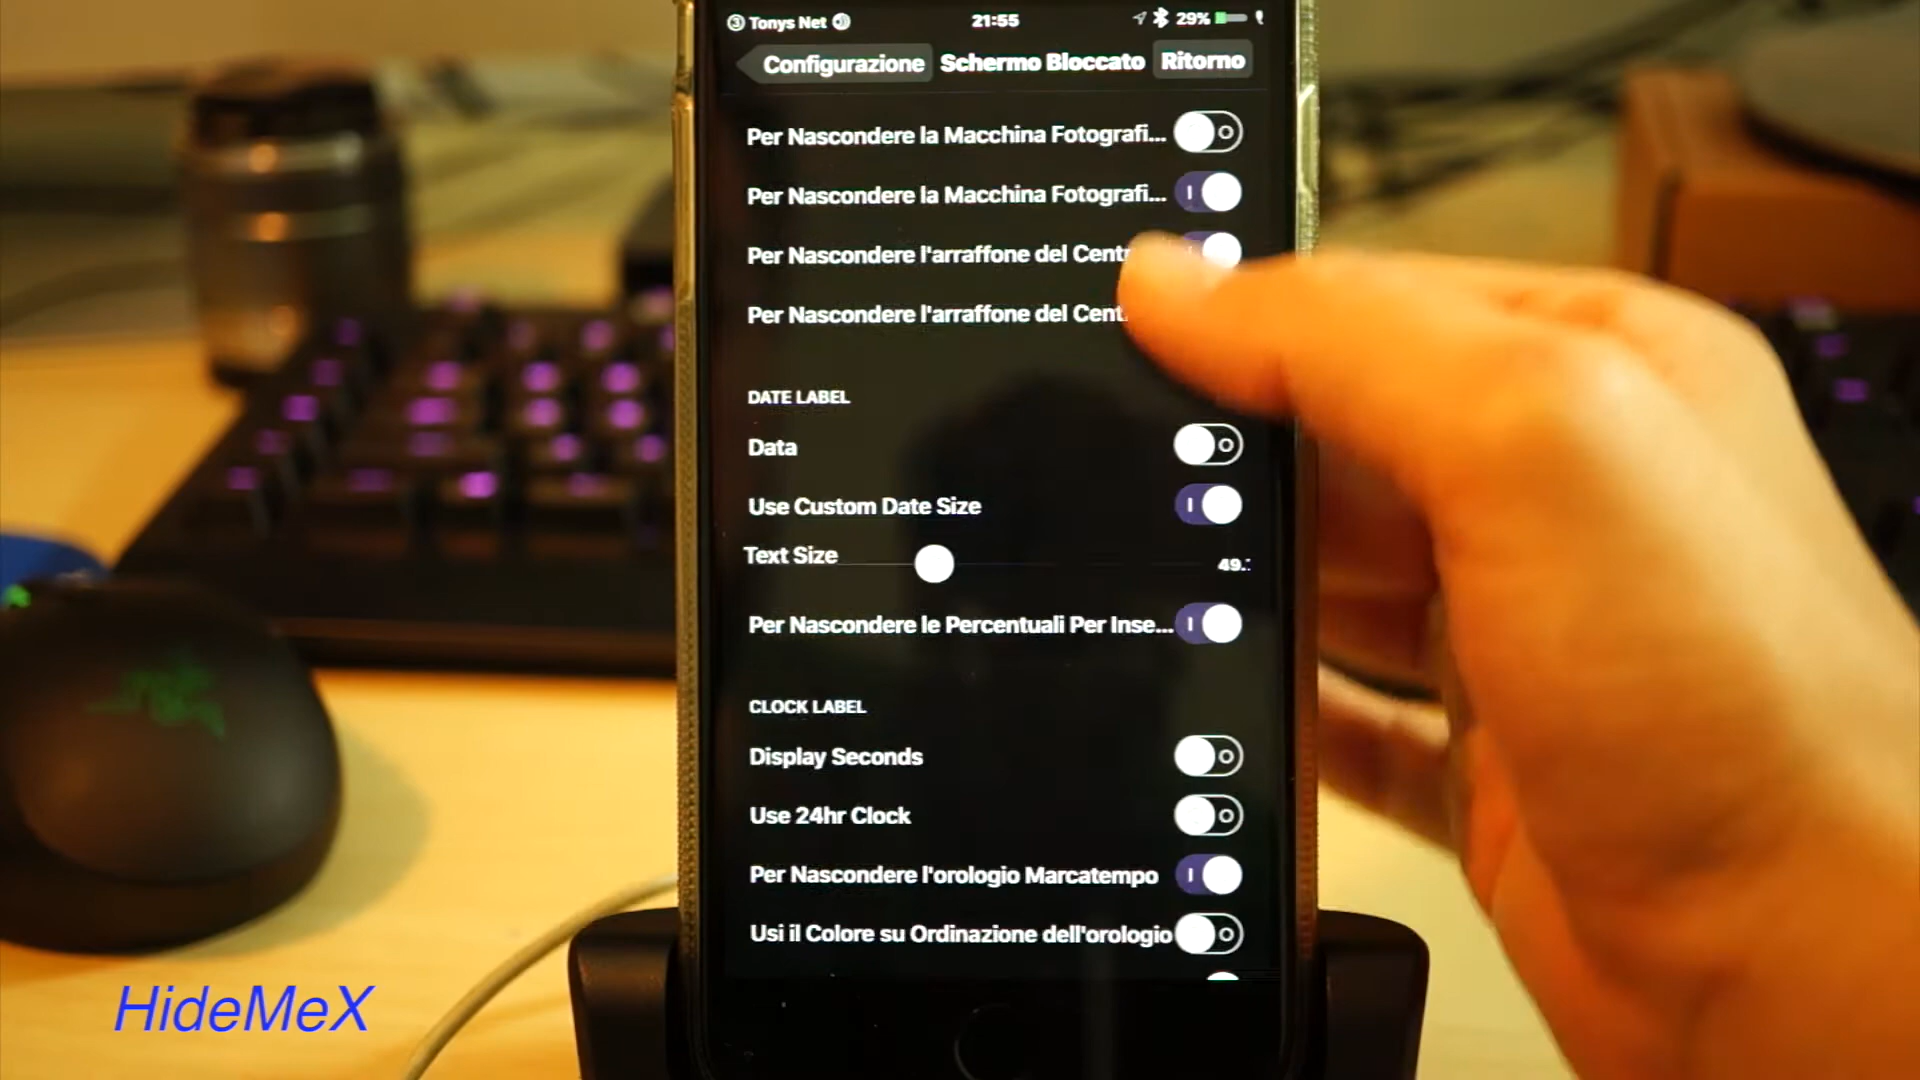 3 Tonys Net
21:55
29%
Configurazione
Schermo Bloccato
Ritorno
Per Nascondere la Macchina Fotografi...
Per Nascondere la Macchina Fotografi...
Per Nascondere l'arraffone del Cent
Per Nascondere l'arraffone del Cent
DATE LABEL
Data
Use Custom Date Size
Text Size
49.
Per Nascondere le Percentuali Per Inse...
CLOCK LABEL
Display Seconds
Use 24hr Clock
Per Nascondere l'orologio Marcatempo
Usi il Colore su Ordinazione dell'orologio
HideMeX